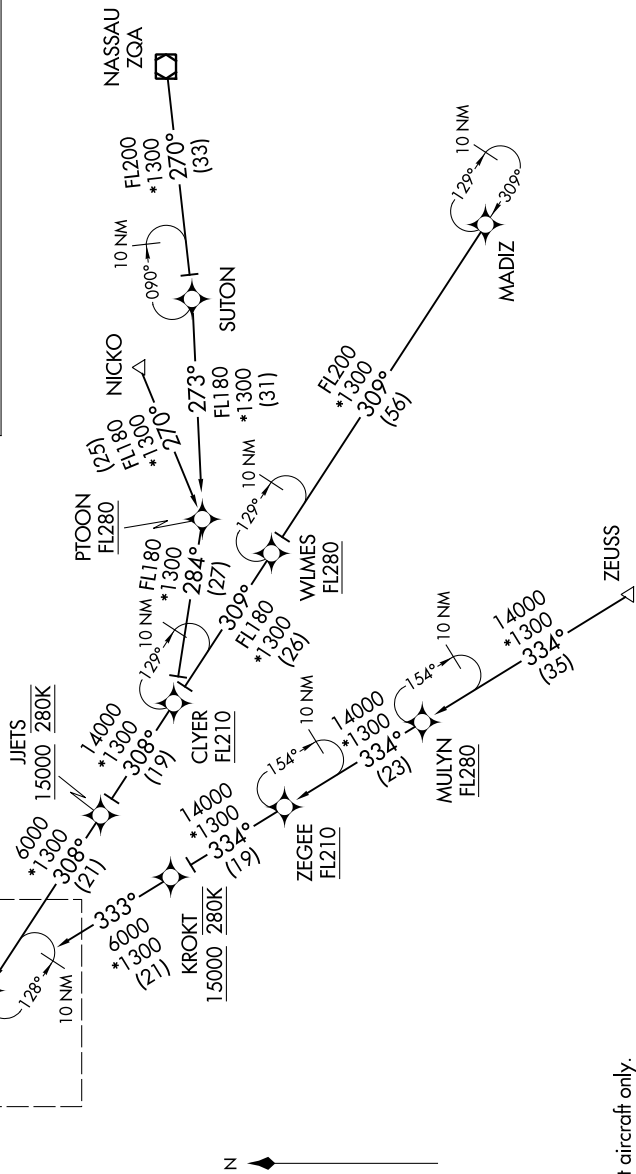 NASSAU
ZQA
FL200
*1300
270°
(33)
10 NM
090°
SUTON
NICKO
(25)
FL180
*1300
270°
273°
FL180
*1300
(31)
PTOON
FL280
FL180
*1300
284°
(27)
10 NM
129°
309°
MADIZ
FL200
*1300
309°
(56)
10 NM
129°
WLMES
FL280
309°
FL180
*1300
(26)
10 NM
129°
CLYER
FL210
JJETS
15000 280K
14000
*1300
308°
(19)
6000
*1300
308°
(21)
128°
10 NM
333°
6000
*1300
(21)
KROKT
15000 280K
14000
*1300
334°
(19)
ZEGEE
FL210
154°
10 NM
14000
*1300
334°
(23)
MULYN
FL280
154°
10 NM
14000
*1300
334°
(35)
ZEUSS
N
t aircraft only.